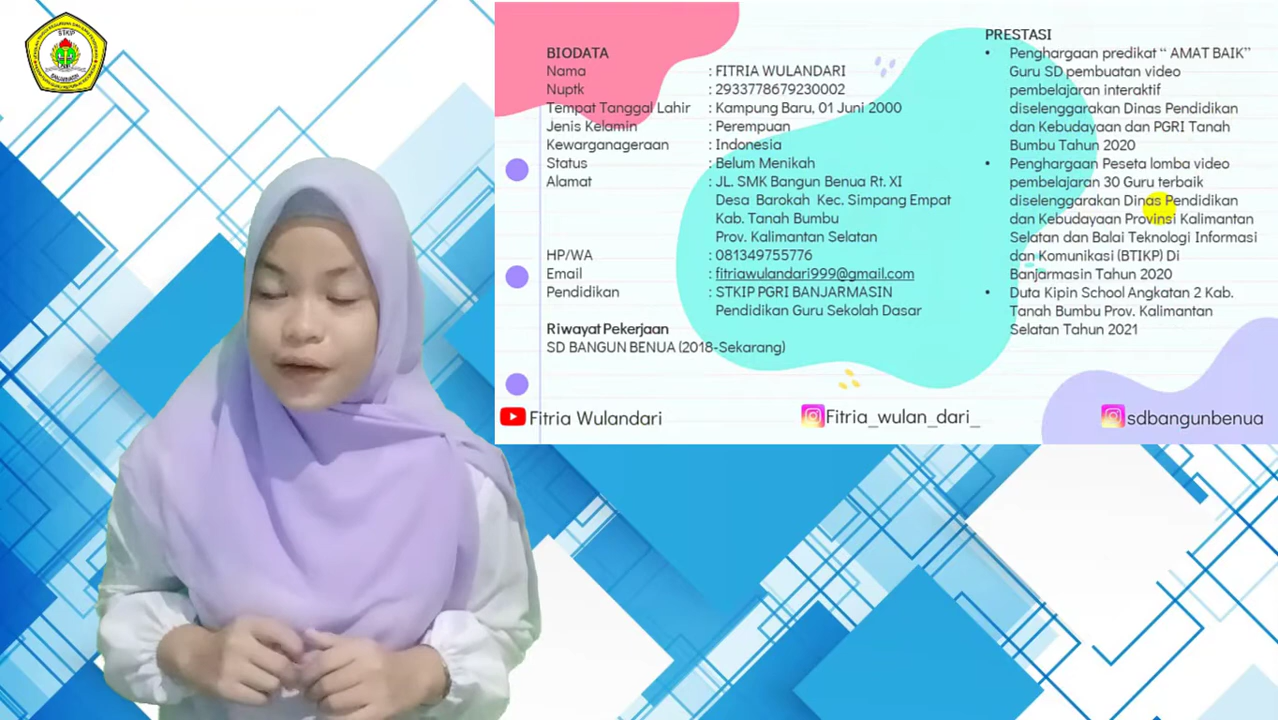 STKIP
BIODATA
Nama : FITRIA WULANDARI
Nuptk : 2933778679230002
Tempat Tanggal Lahir : Kampung Baru, 01 Juni 2000
Jenis Kelamin : Perempuan
Kewarganageraan : Indonesia
Status : Belum Menikah
Alamat : JL. SMK Bangun Benua Rt. XI
Desa Barokah Kec. Simpang Empat
Kab. Tanah Bumbu
Prov. Kalimantan Selatan
HP/WA : 081349755776
Email : fitriawulandari999@gmail.com
Pendidikan : STKIP PGRI BANJARMASIN
Pendidikan Guru Sekolah Dasar
Riwayat Pekerjaan
SD BANGUN BENUA (2018-Sekarang)
PRESTASI
• Penghargaan predikat “ AMAT BAIK”
Guru SD pembuatan video
pembelajaran interaktif
diselenggarakan Dinas Pendidikan
dan Kebudayaan dan PGRI Tanah
Bumbu Tahun 2020
• Penghargaan Peseta lomba video
pembelajaran 30 Guru terbaik
diselenggarakan Dinas Pendidikan
dan Kebudayaan Provinsi Kalimantan
Selatan dan Balai Teknologi Informasi
dan Komunikasi (BTIKP) Di
Banjarmasin Tahun 2020
• Duta Kipin School Angkatan 2 Kab.
Tanah Bumbu Prov. Kalimantan
Selatan Tahun 2021
Fitria Wulandari
Fitria_wulan_dari_
sdbangunbenua